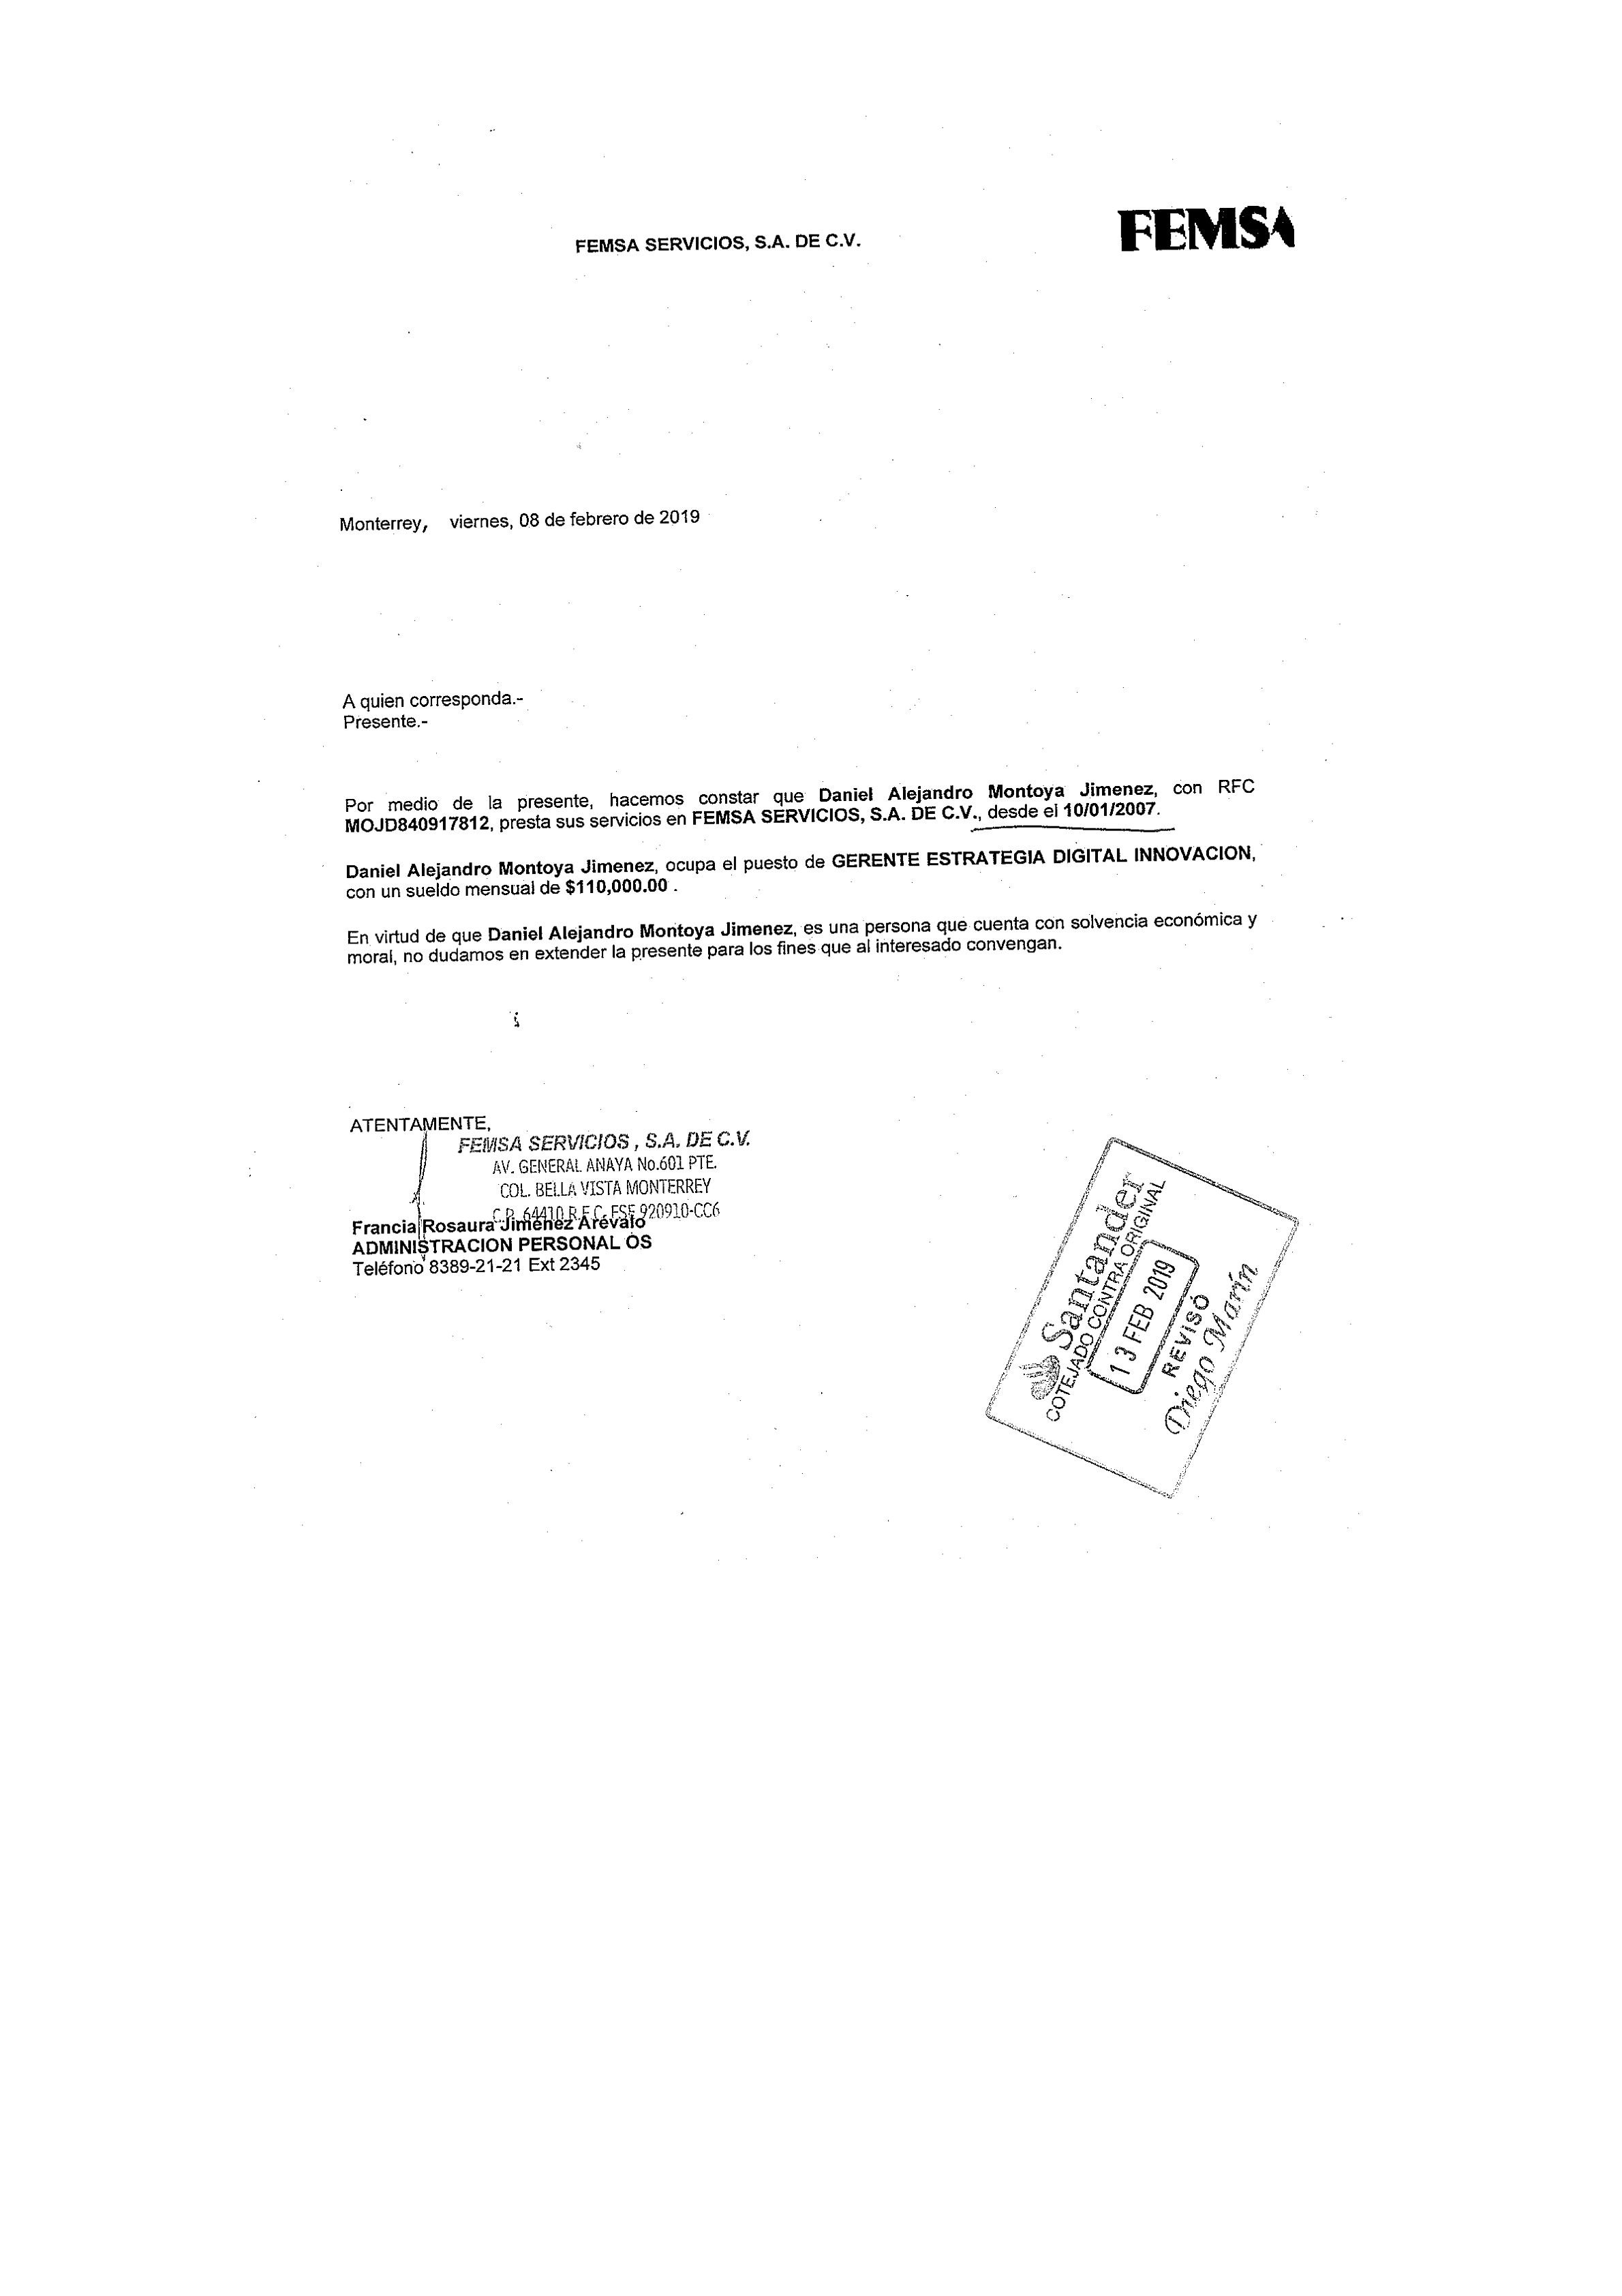 FEMSA SERVICIOS, S.A. DE C.V.
FEMSA
Monterrey, viernes, 08 de febrero de 2019
A quien corresponda.-
Presente.-
Por medio de la presente, hacemos constar que Daniel Alejandro Montoya Jimenez, con RFC
MOJD840917812, presta sus servicios en FEMSA SERVICIOS, S.A. DE C.V., desde el 10/01/2007.
Daniel Alejandro Montoya Jimenez, ocupa el puesto de GERENTE ESTRATEGIA DIGITAL INNOVACION,
con un sueldo mensual de $110,000.00 .
En virtud de que Daniel Alejandro Montoya Jimenez, es una persona que cuenta con solvencia económica y
moral, no dudamos en extender la presente para los fines que al interesado convengan.
ATENTAMENTE,
FEMSA SERVICIOS , S.A. DE C.V.
AV. GENERAL ANAYA No.601 PTE.
COL. BELLA VISTA MONTERREY
C.P. 64410 R.F.C. FSE 920910-CC6
Francia Rosaura Jiménez Arévalo
ADMINISTRACION PERSONAL OS
Teléfono 8389-21-21 Ext 2345
Santander
COTEJADO CONTRA ORIGINAL
13 FEB 2019
REVISÓ
Diego Marín